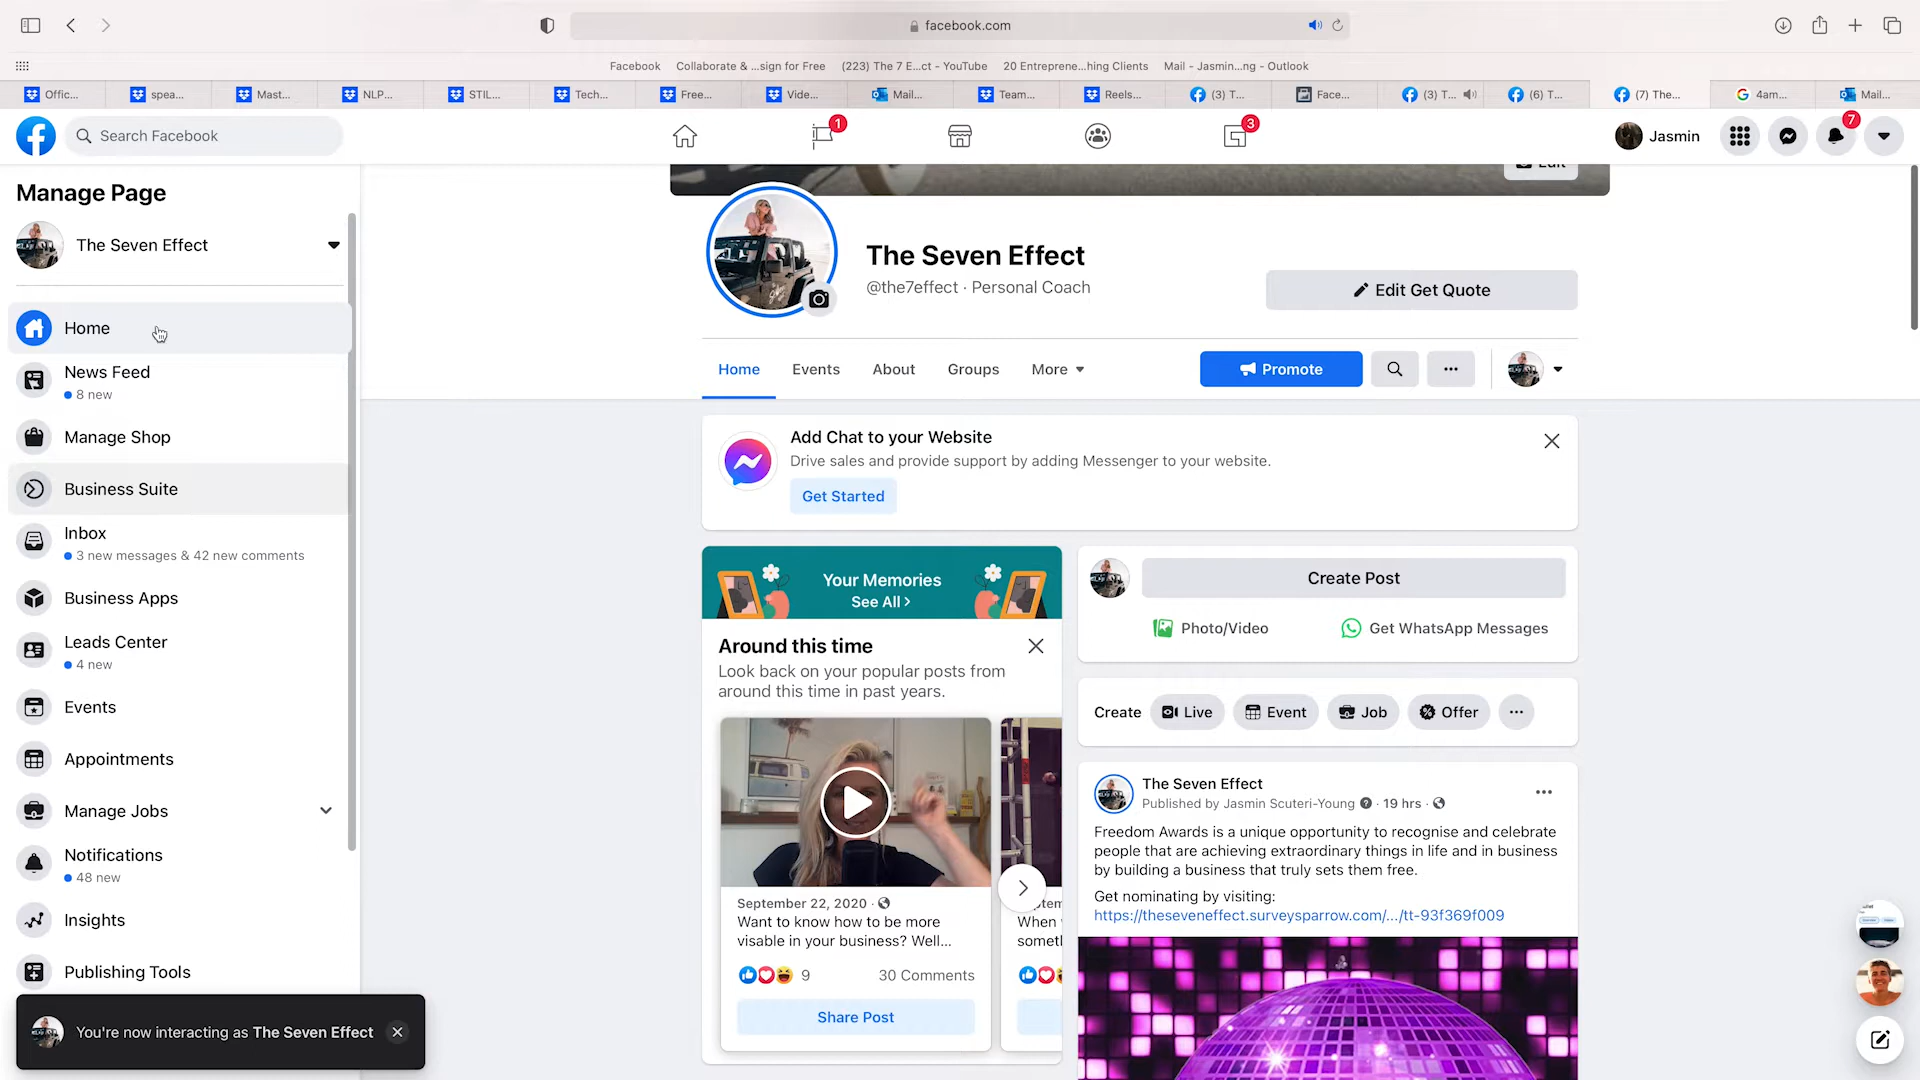 facebook.com
Facebook Collaborate & ...sign for Free (223) The 7 E...ct - YouTube 20 Entreprene...hing Clients Mail - Jasmin...ng - Outlook
Offic... spea... Mast... NLP... STIL... Tech... Free... Vide... Mail... Team... Reels... (3) T... Face... (3) T... (6) T... (7) The... 4am... Mail...
Search Facebook
1
3
Jasmin
7
Manage Page
The Seven Effect
Home
News Feed
8 new
Manage Shop
Business Suite
Inbox
3 new messages & 42 new comments
Business Apps
Leads Center
4 new
Events
Appointments
Manage Jobs
Notifications
48 new
Insights
Publishing Tools
You're now interacting as The Seven Effect
Edit
The Seven Effect
@the7effect · Personal Coach
Edit Get Quote
Home Events About Groups More
Promote
Add Chat to your Website
Drive sales and provide support by adding Messenger to your website.
Get Started
Your Memories
See All >
Around this time
Look back on your popular posts from
around this time in past years.
September 22, 2020 ·
Want to know how to be more
visable in your business? Well...
9 30 Comments
Share Post
When
Create Post
Photo/Video Get WhatsApp Messages
Create Live Event Job Offer
The Seven Effect
Published by Jasmin Scuteri-Young · 19 hrs ·
Freedom Awards is a unique opportunity to recognise and celebrate
people that are achieving extraordinary things in life and in business
by building a business that truly sets them free.
Get nominating by visiting:
https://theseveneffect.surveysparrow.com/.../tt-93f369f009